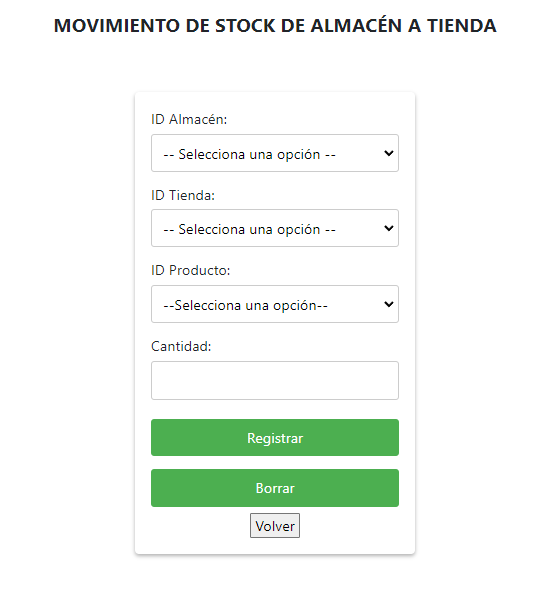 MOVIMIENTO DE STOCK DE ALMACÉN A TIENDA
ID Almacén:
-- Selecciona una opción --
ID Tienda:
-- Selecciona una opción --
ID Producto:
--Selecciona una opción--
Cantidad:
Registrar
Borrar
Volver